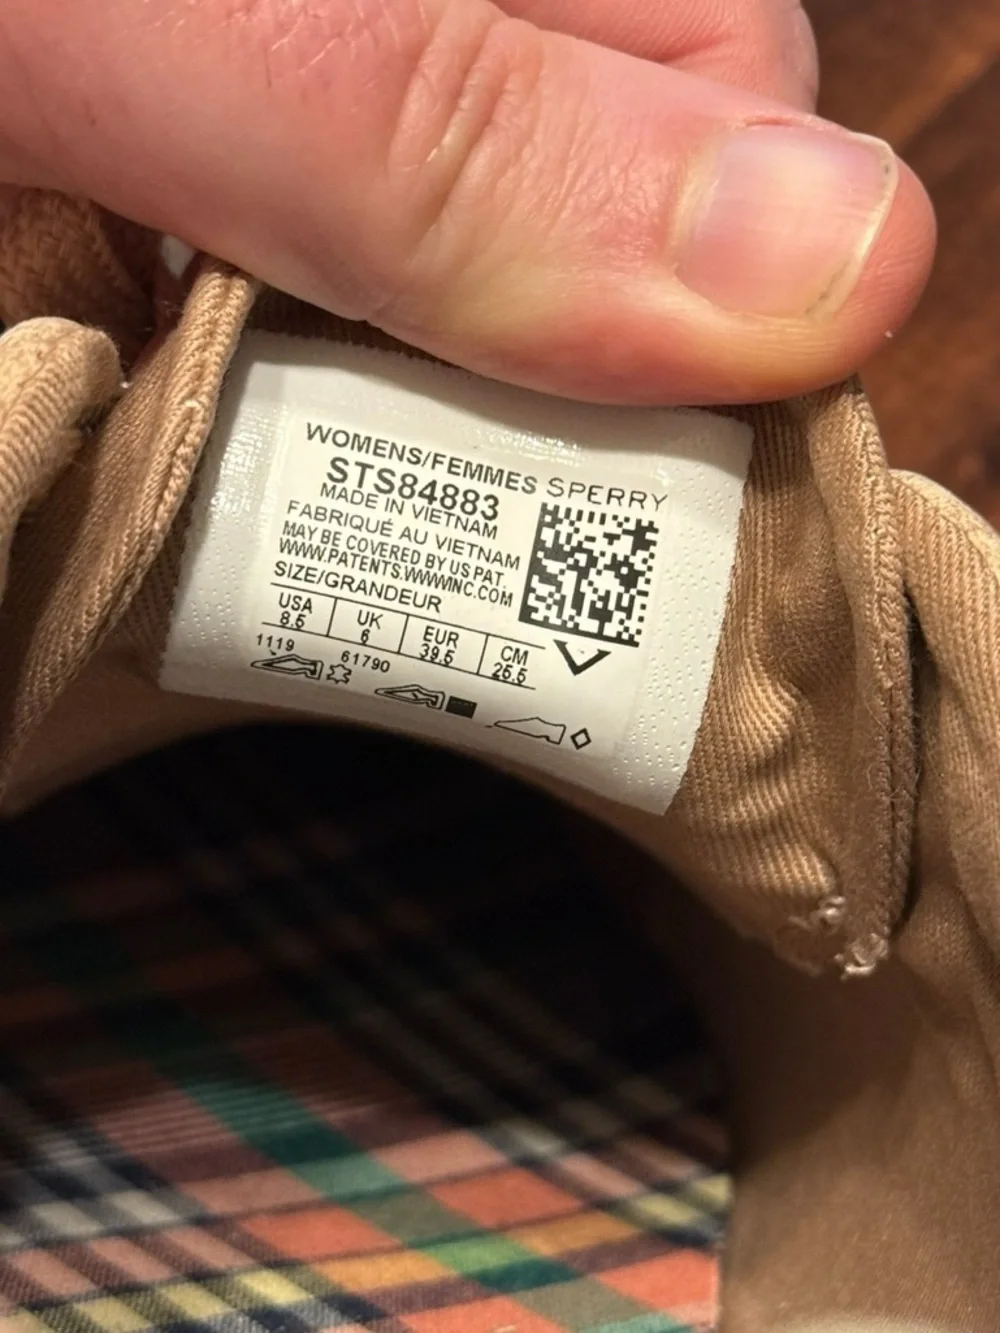 WOMENS/FEMMES
SPERRY
STS84883
MADE IN VIETNAM
FABRIQUÉ AU VIETNAM
MAY BE COVERED BY US PAT.
WWW.PATENTS.WWWINC.COM
SIZE/GRANDEUR
USA UK EUR CM
8.5 6 39.5 25.5
1119 61790